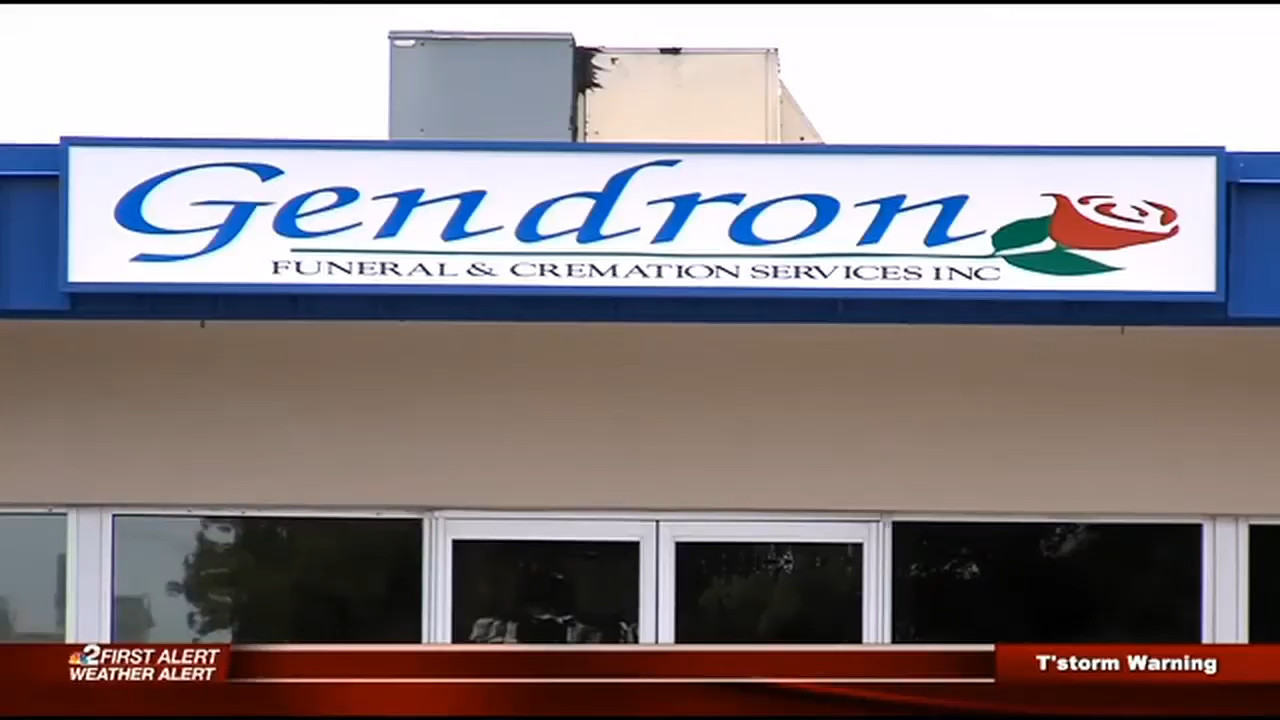 Gendron
FUNERAL & CREMATION SERVICES INC
2 FIRST ALERT
WEATHER ALERT
T'storm Warning